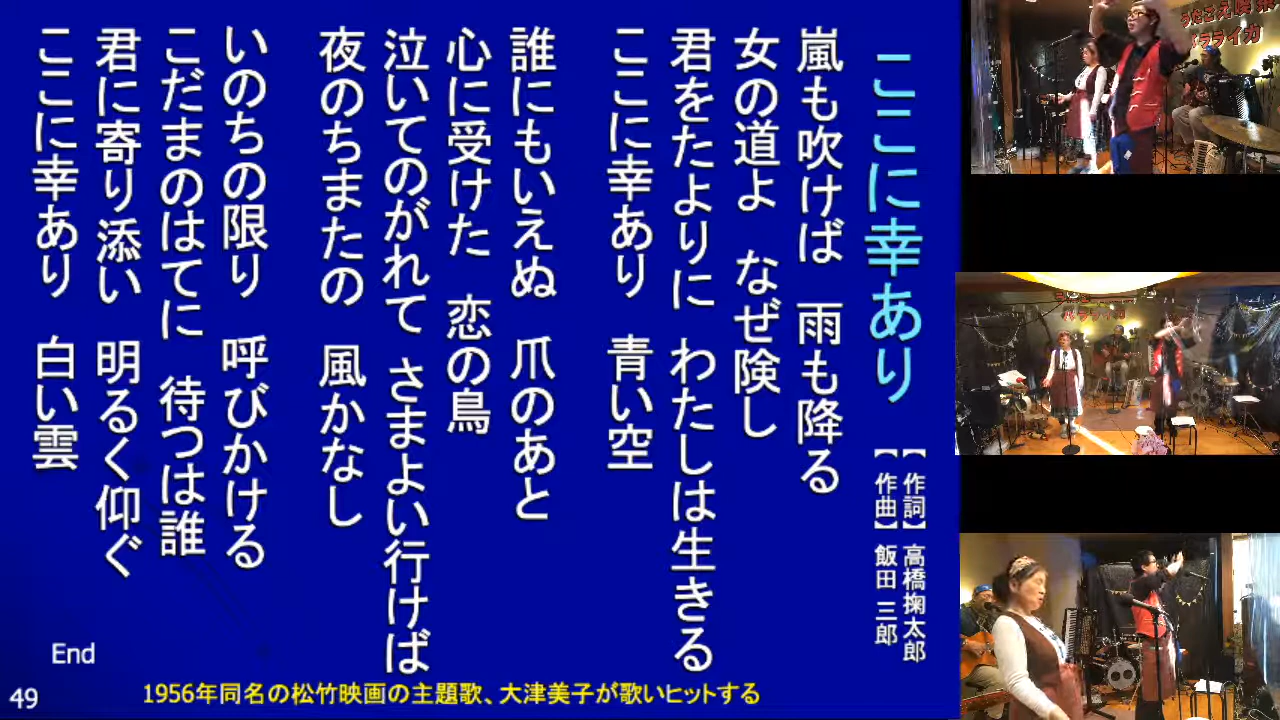 ここに幸あり
【作詞】高橋掬太郎
【作曲】飯田 三郎
嵐も吹けば 雨も降る
女の道よ なぜ険し
君をたよりに わたしは生きる
ここに幸あり 青い空
誰にもいえぬ 爪のあと
心に受けた 恋の鳥
泣いてのがれて さまよい行けば
夜のちまたの 風かなし
いのちの限り 呼びかける
こだまのはてに 待つは誰
君に寄り添い 明るく仰ぐ
ここに幸あり 白い雲
End
49
1956年同名の松竹映画の主題歌、大津美子が歌いヒットする